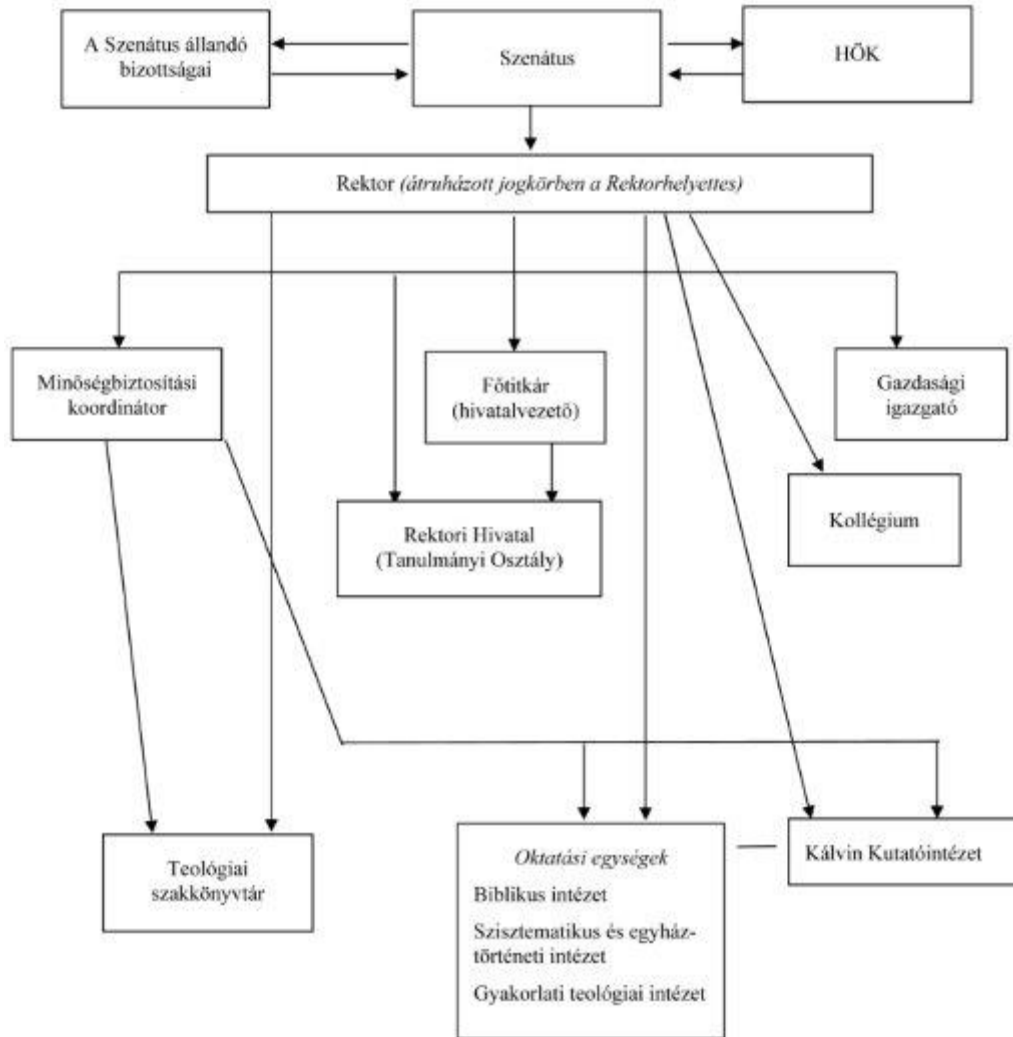 A Szenátus állandó
bizottságai
Szenátus
HÖK
Rektor (átruházott jogkörben a Rektorhelyettes)
Minőségbiztosítási
koordinátor
Főtitkár
(hivatalvezető)
Gazdasági
igazgató
Rektori Hivatal
(Tanulmányi Osztály)
Kollégium
Teológiai
szakkönyvtár
Oktatási egységek
Biblikus intézet
Szisztematikus és egyház-
történeti intézet
Gyakorlati teológiai intézet
Kálvin Kutatóintézet